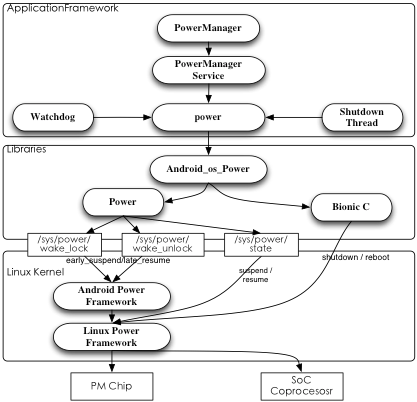 ApplicationFramework
PowerManager
PowerManager
Service
Watchdog
power
Shutdown
Thread
Libraries
Android_os_Power
Power
Bionic C
/sys/power/
wake_lock
/sys/power/
wake_unlock
/sys/power/
state
early_suspend/late_resume
suspend /
resume
shutdown / reboot
Linux Kernel
Android Power
Framework
Linux Power
Framework
PM Chip
SoC
Coprocesosr